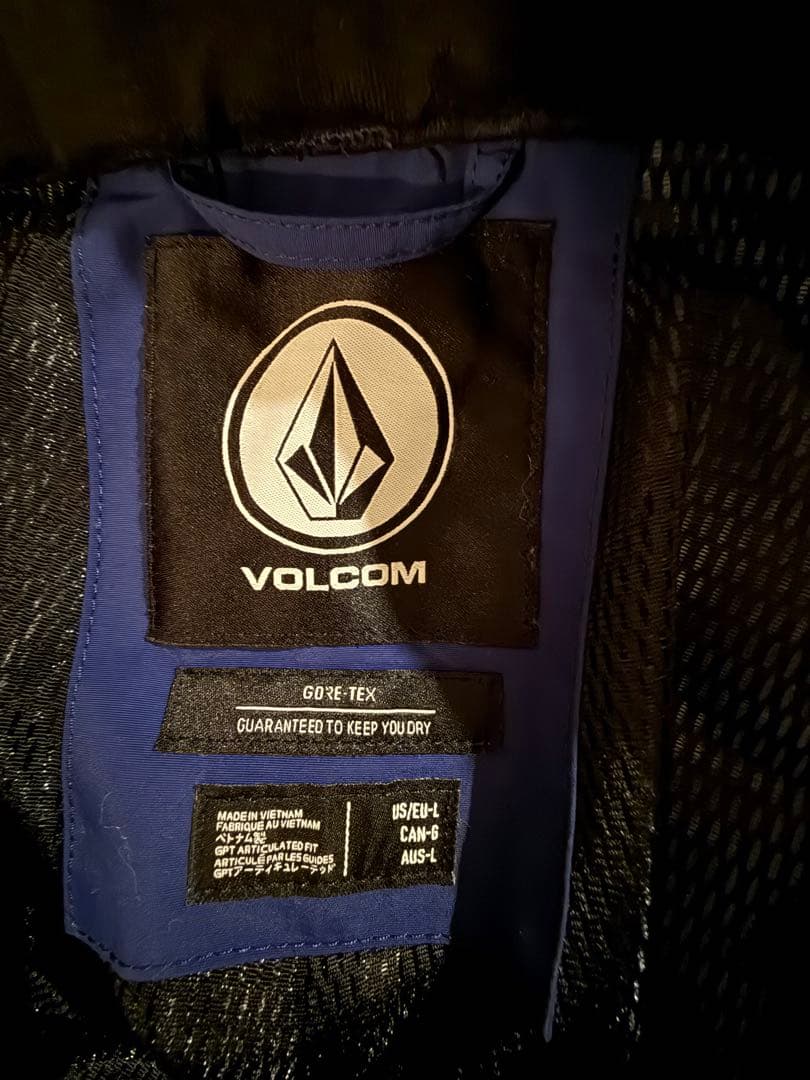 VOLCOM
GORE-TEX
GUARANTEED TO KEEP YOU DRY
MADE IN VIETNAM
FABRIQUE AU VIETNAM
ベトナム製
GPT ARTICULATED FIT
ARTICULÉ PAR LES GUIDES
GPTアーティキュレーテッド
US/EU-L
CAN-G
AUS-L